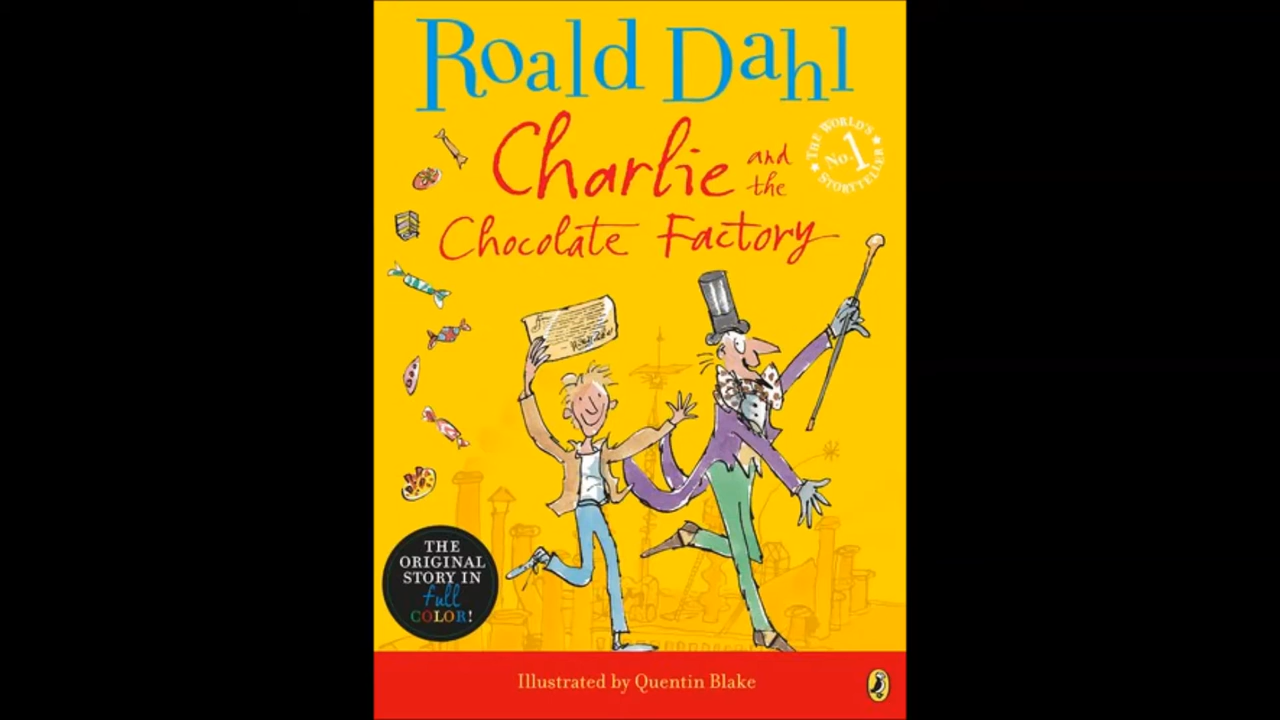 Roald Dahl
Charlie and the
Chocolate Factory
THE WORLD'S
No.1
STORYTELLER
THE
ORIGINAL
STORY IN
full
COLOR!
Illustrated by Quentin Blake